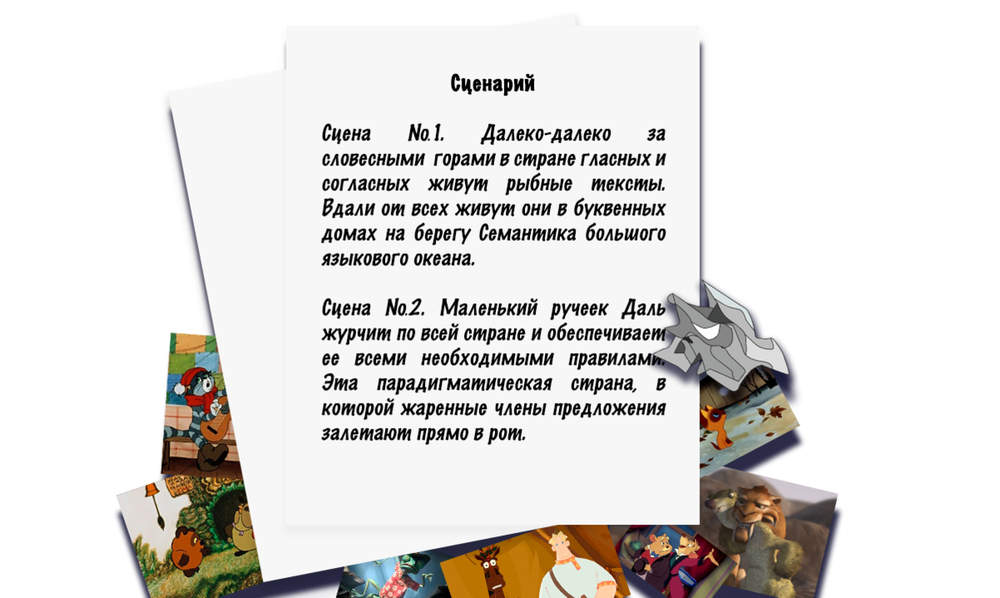 Сценарий
Сцена No.1. Далеко-далеко за
словесными горами в стране гласных и
согласных живут рыбные тексты.
Вдали от всех живут они в буквенных
домах на берегу Семантика большого
языкового океана.
Сцена No.2. Маленький ручеек Даль
журчит по всей стране и обеспечивает
ее всеми необходимыми правилами.
Эта парадигматическая страна, в
которой жаренные члены предложения
залетают прямо в рот.